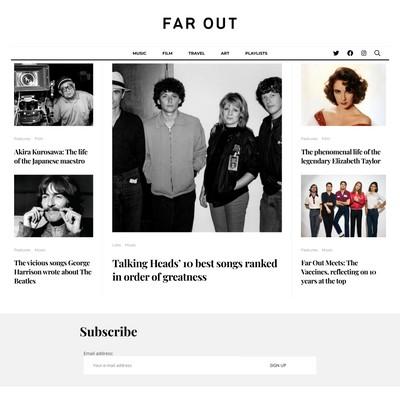 FAR OUT
MUSIC FILM TRAVEL ART PLAYLISTS
Features Film
Akira Kurosawa: The life
of the Japanese maestro
Features Music
The vicious songs George
Harrison wrote about The
Beatles
Lists Music
Talking Heads' 10 best songs ranked
in order of greatness
Features Film
The phenomenal life of the
legendary Elizabeth Taylor
Features Music
Far Out Meets: The
Vaccines, reflecting on 10
years at the top
Subscribe
Email address:
Your e-mail address
SIGN UP